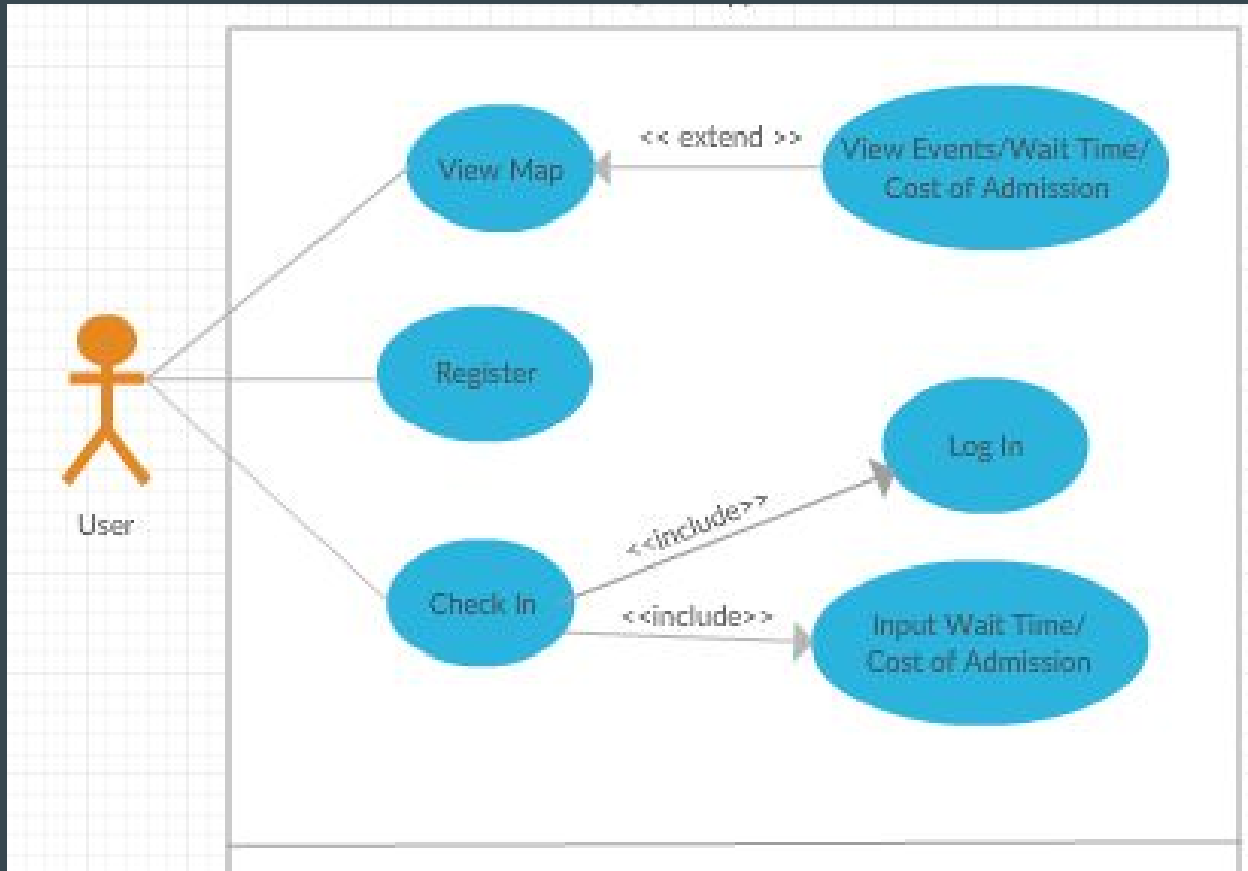 << extend >>
View Map
View Events/Wait Time/
Cost of Admission
Register
Log In
User
<<include>>
Check In
<<include>>
Input Wait Time/
Cost of Admission